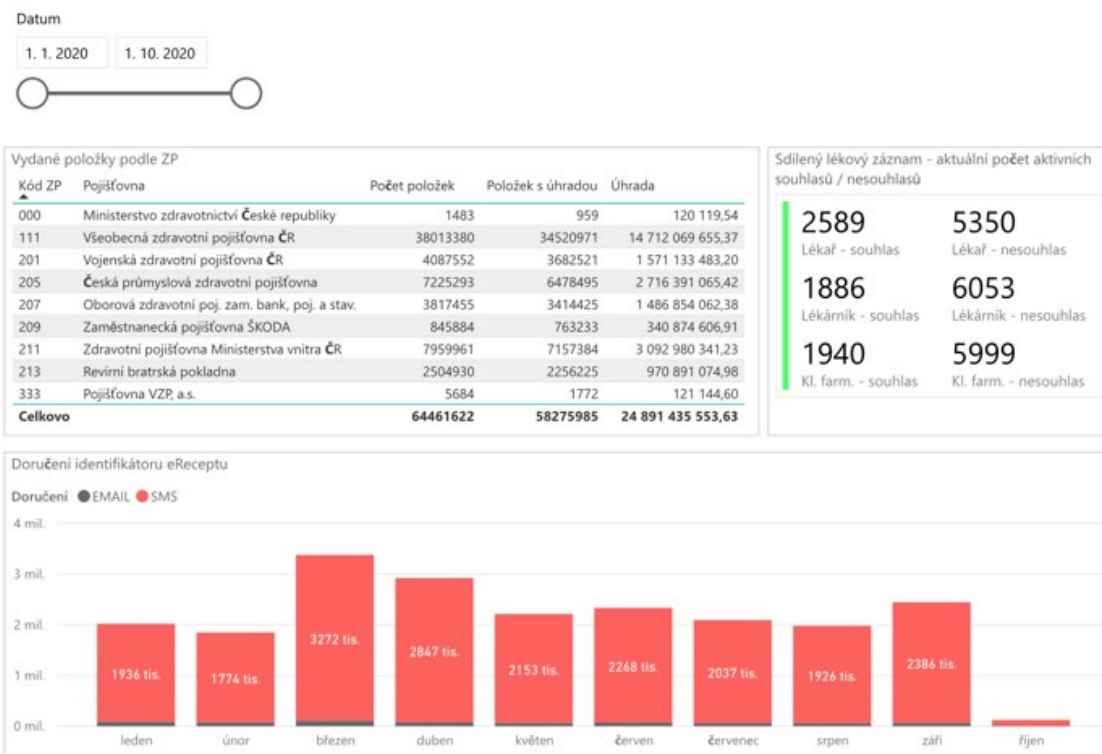 Datum
1. 1. 2020 1. 10. 2020
Vydané položky podle ZP
Kód ZP Pojišťovna Počet položek Položek s úhradou Úhrada
000 Ministerstvo zdravotnictví České republiky 1483 959 120 119,54
111 Všeobecná zdravotní pojišťovna ČR 38013380 34520971 14 712 069 655,37
201 Vojenská zdravotní pojišťovna ČR 4087552 3682521 1 571 133 483,20
205 Česká průmyslová zdravotní pojišťovna 7225293 6478495 2 716 391 065,42
207 Oborová zdravotní poj. zam. bank, poj. a stav. 3817455 3414425 1 486 854 062,38
209 Zaměstnanecká pojišťovna ŠKODA 845884 763233 340 874 606,91
211 Zdravotní pojišťovna Ministerstva vnitra ČR 7959961 7157384 3 092 980 341,23
213 Revírní bratrská pokladna 2504930 2256225 970 891 074,98
333 Pojišťovna VZP, a.s. 5684 1772 121 144,60
Celkovo 64461622 58275985 24 891 435 553,63
Sdílený lékový záznam - aktuální počet aktivních
souhlasů / nesouhlasů
2589 5350
Lékař - souhlas Lékař - nesouhlas
1886 6053
Lékárník - souhlas Lékárník - nesouhlas
1940 5999
Kl. farm. - souhlas Kl. farm. - nesouhlas
Doručení identifikátoru eReceptu
Doručení EMAIL SMS
4 mil.
3 mil.
2 mil.
1 mil.
0 mil.
1936 tis. 1774 tis. 3272 tis. 2847 tis. 2153 tis. 2268 tis. 2037 tis. 1926 tis. 2386 tis.
leden únor březen duben květen červen červenec srpen září říjen